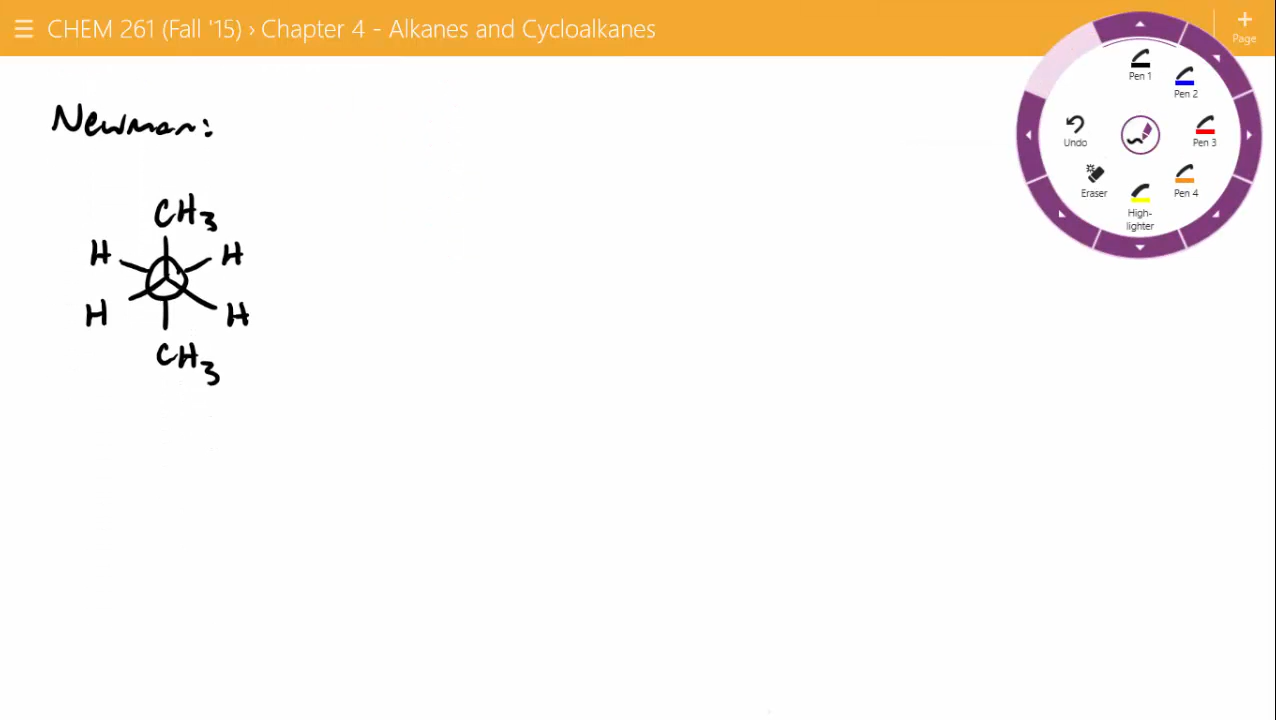 CHEM 261 (Fall '15) › Chapter 4 - Alkanes and Cycloalkanes
Page
Pen 1
Pen 2
Undo
Pen 3
Eraser
Pen 4
High-
lighter
Newman:
CH3
H H
H H
CH3